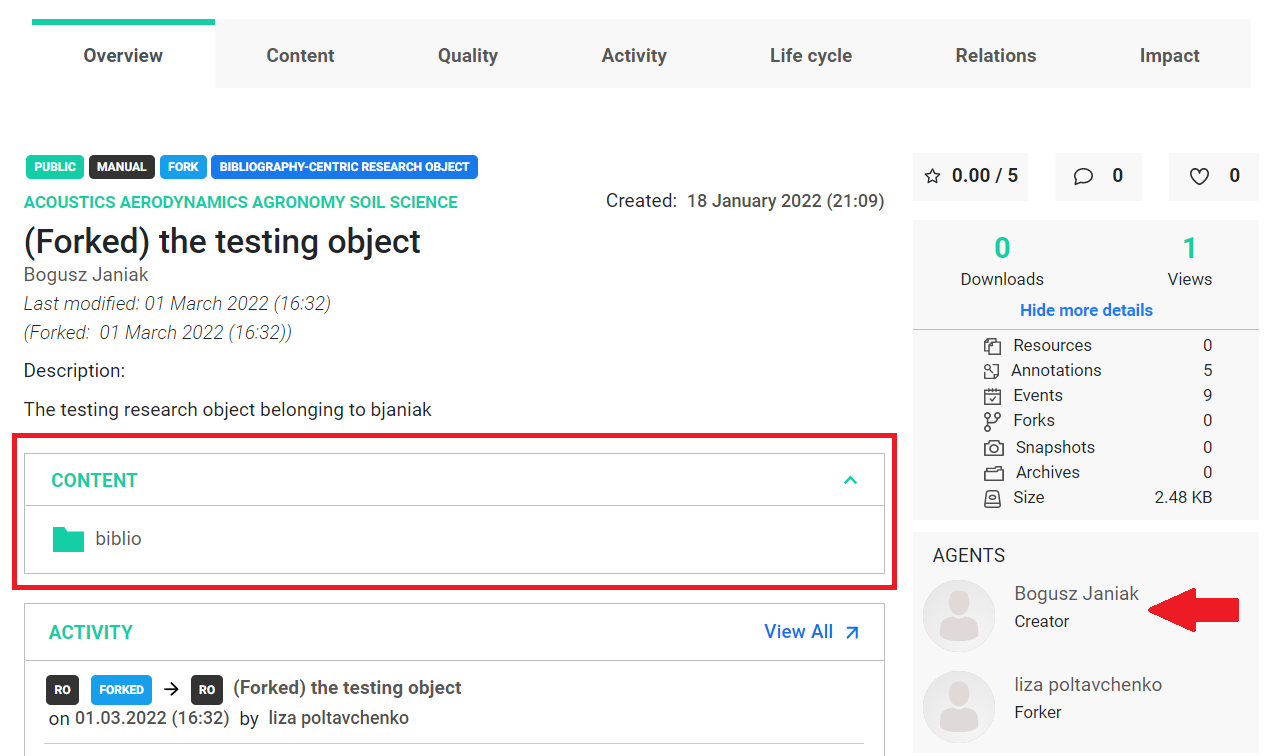 Overview Content Quality Activity Life cycle Relations Impact
PUBLIC MANUAL FORK BIBLIOGRAPHY-CENTRIC RESEARCH OBJECT
ACOUSTICS AERODYNAMICS AGRONOMY SOIL SCIENCE
Created: 18 January 2022 (21:09)
(Forked) the testing object
Bogusz Janiak
Last modified: 01 March 2022 (16:32)
(Forked: 01 March 2022 (16:32))
Description:
The testing research object belonging to bjaniak
CONTENT
biblio
ACTIVITY
View All
RO FORKED RO (Forked) the testing object
on 01.03.2022 (16:32) by liza poltavchenko
0.00 / 5 0 0
0 1
Downloads Views
Hide more details
Resources 0
Annotations 5
Events 9
Forks 0
Snapshots 0
Archives 0
Size 2.48 KB
AGENTS
Bogusz Janiak
Creator
liza poltavchenko
Forker